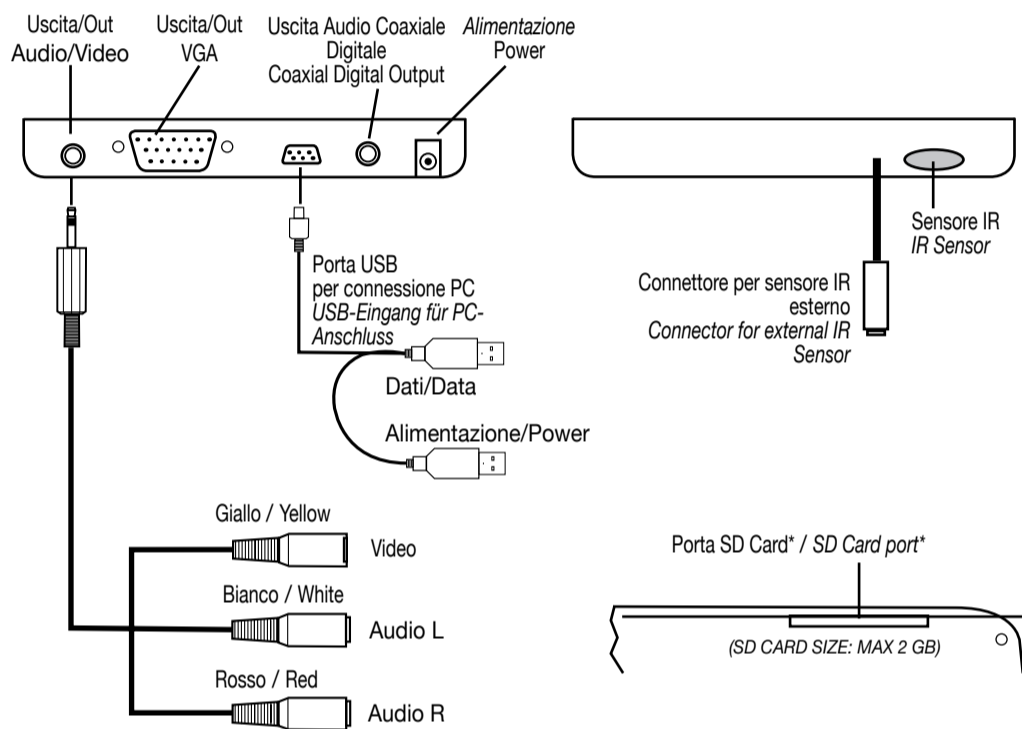 Uscita/Out
Audio/Video
Uscita/Out
VGA
Uscita Audio Coaxiale
Digitale
Coaxial Digital Output
Alimentazione
Power
Sensore IR
IR Sensor
Porta USB
per connessione PC
USB-Eingang für PC-
Anschluss
Connettore per sensore IR
esterno
Connector for external IR
Sensor
Dati/Data
Alimentazione/Power
Giallo / Yellow
Video
Bianco / White
Audio L
Rosso / Red
Audio R
Porta SD Card* / SD Card port*
(SD CARD SIZE: MAX 2 GB)